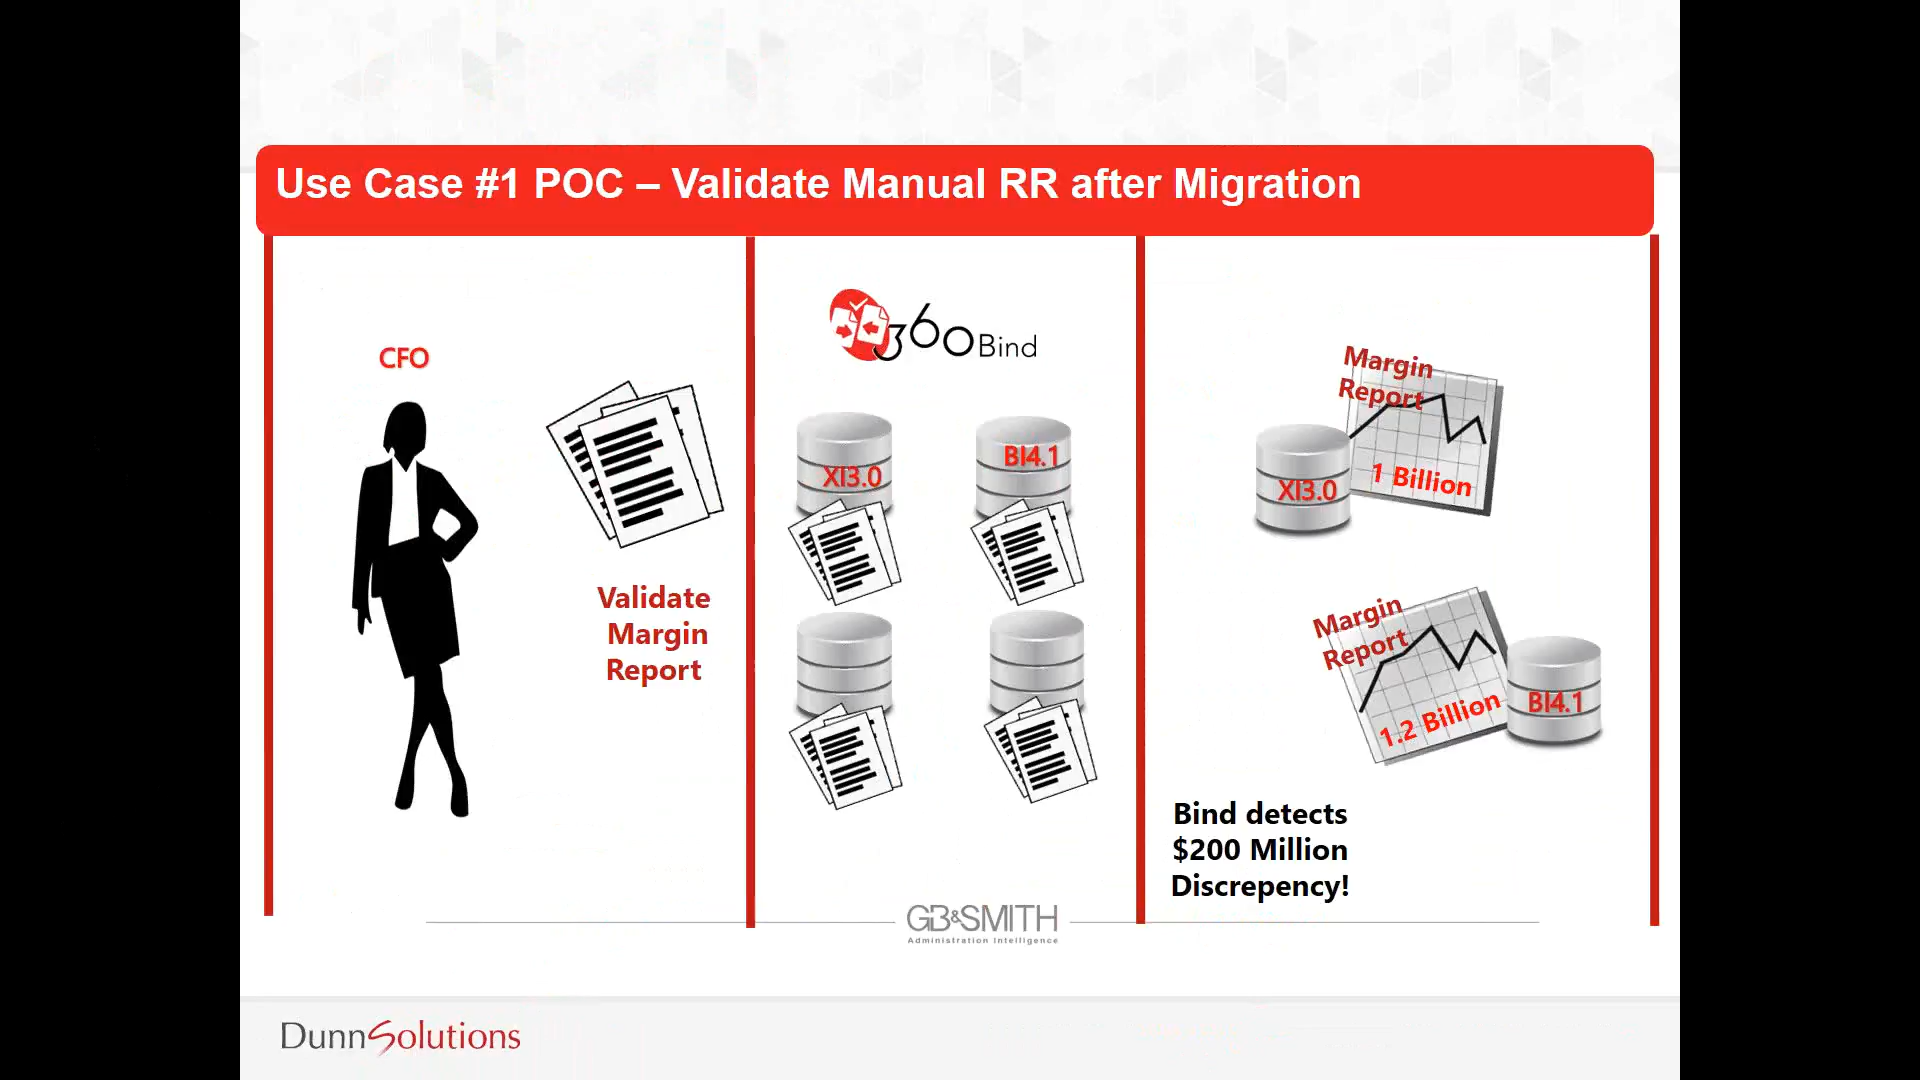 Use Case #1 POC – Validate Manual RR after Migration
CFO
Validate
Margin
Report
360Bind
XI3.0
BI4.1
Margin
Report
1 Billion
XI3.0
Margin
Report
1.2 Billion
BI4.1
Bind detects
$200 Million
Discrepency!
GB&SMITH
Administration Intelligence
DunnSolutions